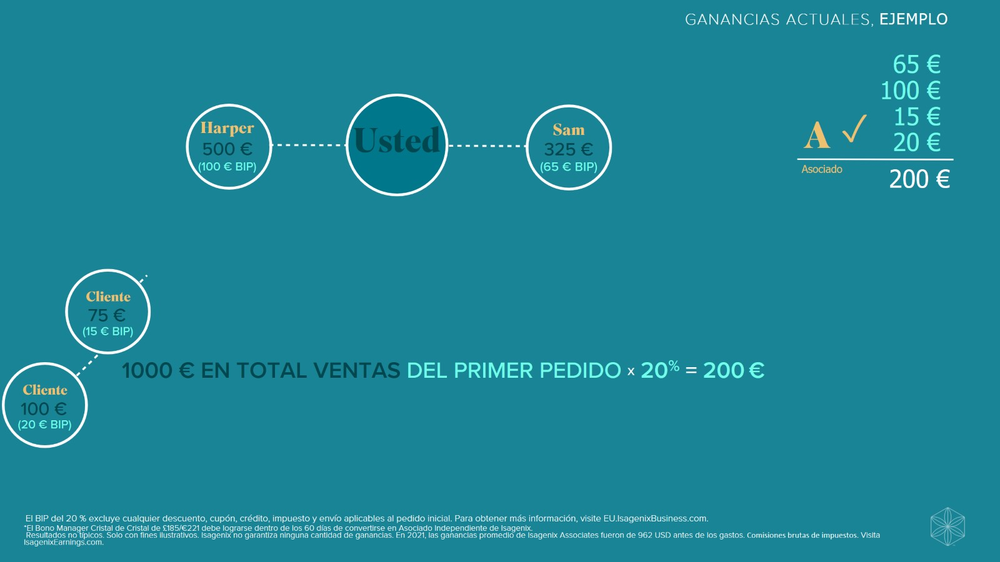 GANANCIAS ACTUALES, EJEMPLO
65 €
100 €
15 €
20 €
A ✓
Asociado
200 €
Harper
500 €
(100 € BIP)
Usted
Sam
325 €
(65 € BIP)
Cliente
75 €
(15 € BIP)
1000 € EN TOTAL VENTAS DEL PRIMER PEDIDO x 20% = 200 €
Cliente
100 €
(20 € BIP)
El BIP del 20 % excluye cualquier descuento, cupón, crédito, impuesto y envío aplicables al pedido inicial. Para obtener más información, visite EU.IsagenixBusiness.com.
*El Bono Manager Cristal de Cristal de £185/€221 debe lograrse dentro de los 60 días de convertirse en Asociado Independiente de Isagenix.
Resultados no típicos. Solo con fines ilustrativos. Isagenix no garantiza ninguna cantidad de ganancias. En 2021, las ganancias promedio de Isagenix Associates fueron de 962 USD antes de los gastos. Comisiones brutas de impuestos. Visita
IsagenixEarnings.com.